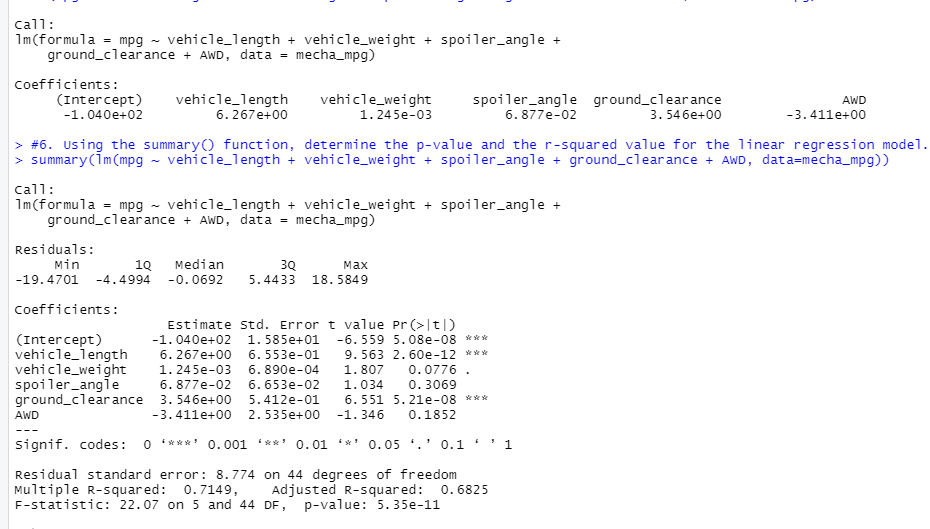 Call:
lm(formula = mpg ~ vehicle_length + vehicle_weight + spoiler_angle +
    ground_clearance + AWD, data = mecha_mpg)

Coefficients:
     (Intercept)    vehicle_length    vehicle_weight     spoiler_angle  ground_clearance               AWD
      -1.040e+02         6.267e+00         1.245e-03         6.877e-02         3.546e+00        -3.411e+00

> #6. Using the summary() function, determine the p-value and the r-squared value for the linear regression model.
> summary(lm(mpg ~ vehicle_length + vehicle_weight + spoiler_angle + ground_clearance + AWD, data=mecha_mpg))

Call:
lm(formula = mpg ~ vehicle_length + vehicle_weight + spoiler_angle +
    ground_clearance + AWD, data = mecha_mpg)

Residuals:
     Min       1Q   Median       3Q      Max
-19.4701  -4.4994  -0.0692   5.4433  18.5849

Coefficients:
                   Estimate Std. Error t value Pr(>|t|)
(Intercept)      -1.040e+02  1.585e+01  -6.559 5.08e-08 ***
vehicle_length    6.267e+00  6.553e-01   9.563 2.60e-12 ***
vehicle_weight    1.245e-03  6.890e-04   1.807   0.0776 .
spoiler_angle     6.877e-02  6.653e-02   1.034   0.3069
ground_clearance  3.546e+00  5.412e-01   6.551 5.21e-08 ***
AWD              -3.411e+00  2.535e+00  -1.346   0.1852
---
Signif. codes:  0 ‘***’ 0.001 ‘**’ 0.01 ‘*’ 0.05 ‘.’ 0.1 ‘ ’ 1

Residual standard error: 8.774 on 44 degrees of freedom
Multiple R-squared:  0.7149,    Adjusted R-squared:  0.6825
F-statistic: 22.07 on 5 and 44 DF,  p-value: 5.35e-11